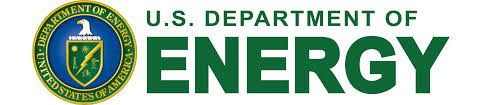 DEPARTMENT OF ENERGY
UNITED STATES OF AMERICA
U.S. DEPARTMENT OF
ENERGY